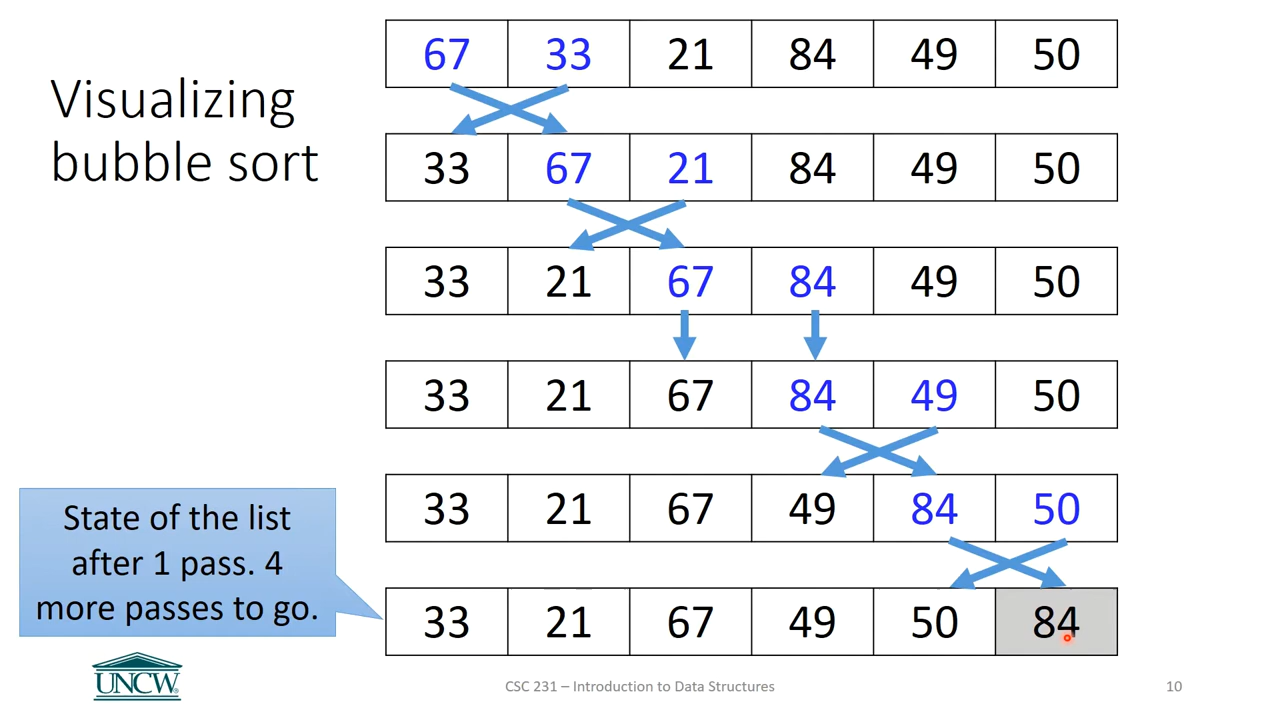 Visualizing
bubble sort
67 33 21 84 49 50
33 67 21 84 49 50
33 21 67 84 49 50
33 21 67 84 49 50
33 21 67 49 84 50
33 21 67 49 50 84
State of the list
after 1 pass. 4
more passes to go.
UNCW
CSC 231 – Introduction to Data Structures
10